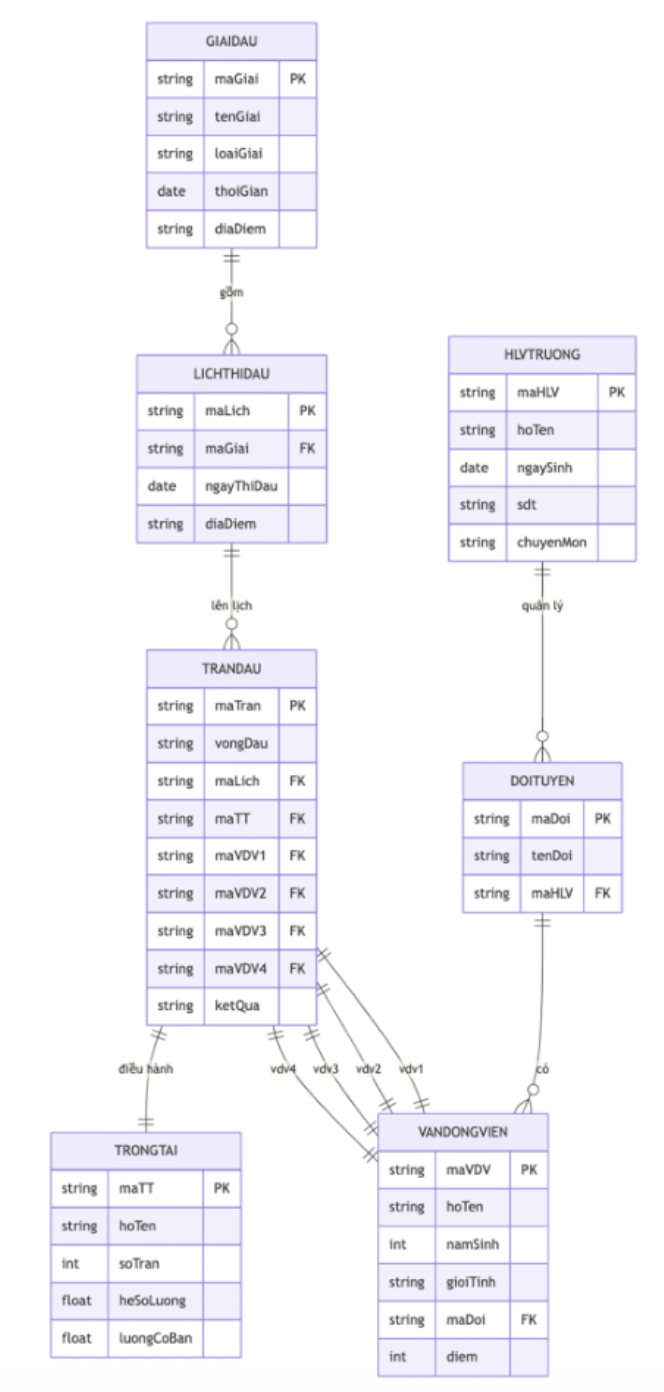 GIAIDAU
string maGiai PK
string tenGiai
string loaiGiai
date thoiGian
string diaDiem
gồm
LICHTHIDAU
string maLich PK
string maGiai FK
date ngayThiDau
string diaDiem
lên lịch
TRANDAU
string maTran PK
string vongDau
string maLich FK
string maTT FK
string maVDV1 FK
string maVDV2 FK
string maVDV3 FK
string maVDV4 FK
string ketQua
điều hành
vdv4 vdv3 vdv2 vdv1
TRONGTAI
string maTT PK
string hoTen
int soTran
float heSoLuong
float luongCoBan
HLVTRUONG
string maHLV PK
string hoTen
date ngaySinh
string sdt
string chuyenMon
quản lý
DOITUYEN
string maDoi PK
string tenDoi
string maHLV FK
có
VANDONGVIEN
string maVDV PK
string hoTen
int namSinh
string gioiTinh
string maDoi FK
int diem